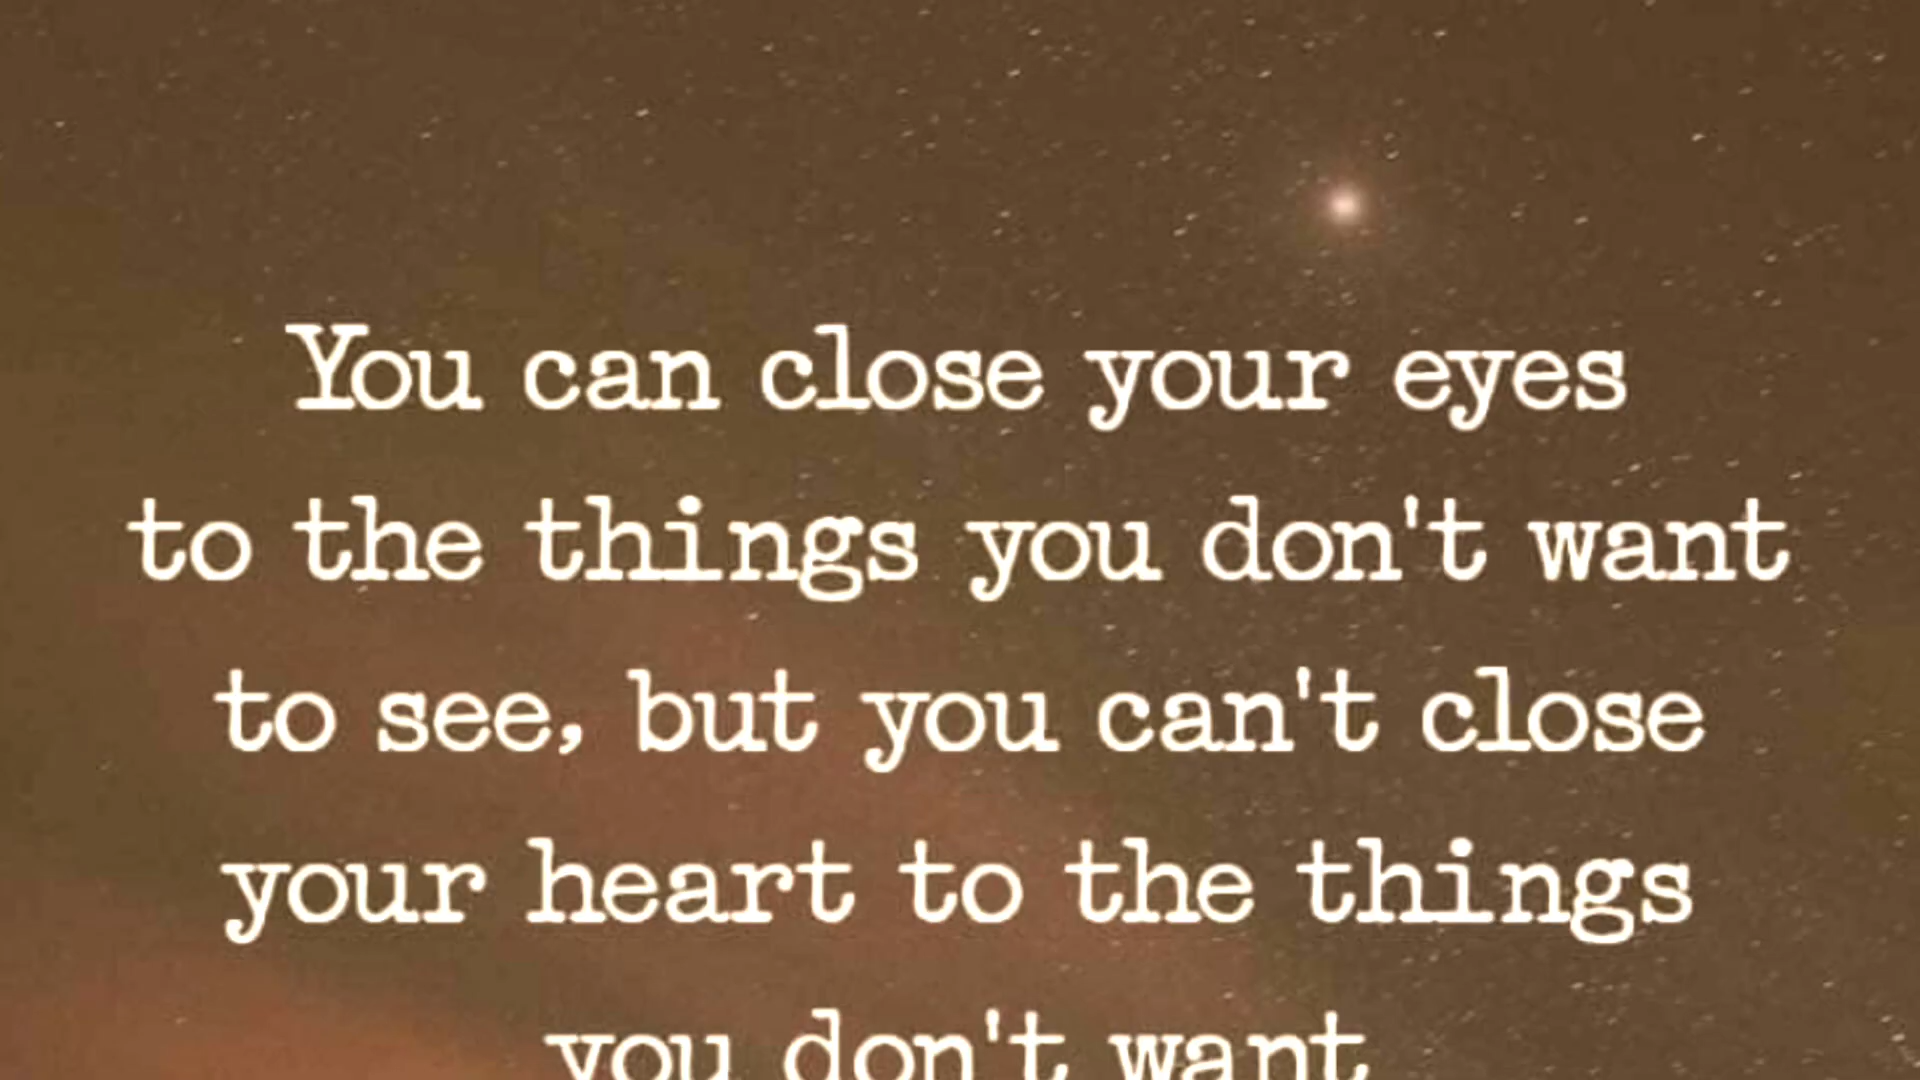 You can close your eyes
to the things you don't want
to see, but you can't close
your heart to the things
you don't want